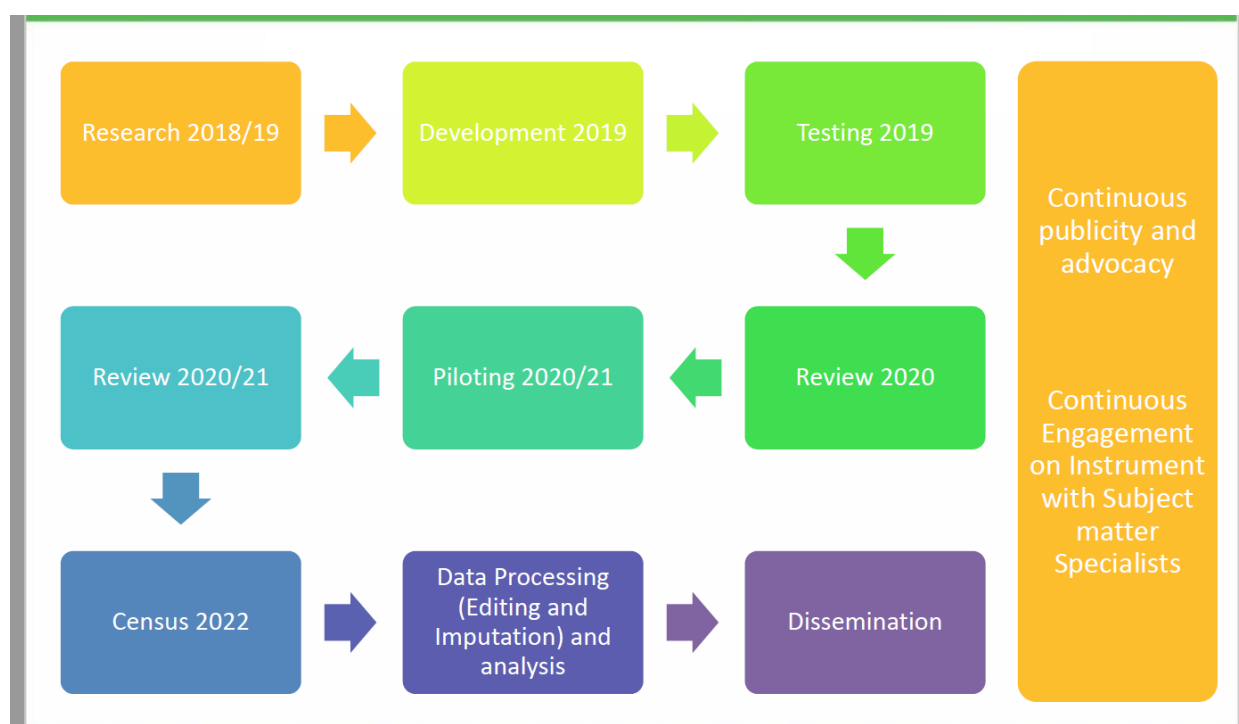 Research 2018/19
Development 2019
Testing 2019
Review 2020
Piloting 2020/21
Review 2020/21
Census 2022
Data Processing
(Editing and
Imputation) and
analysis
Dissemination
Continuous
publicity and
advocacy
Continuous
Engagement
on Instrument
with Subject
matter
Specialists